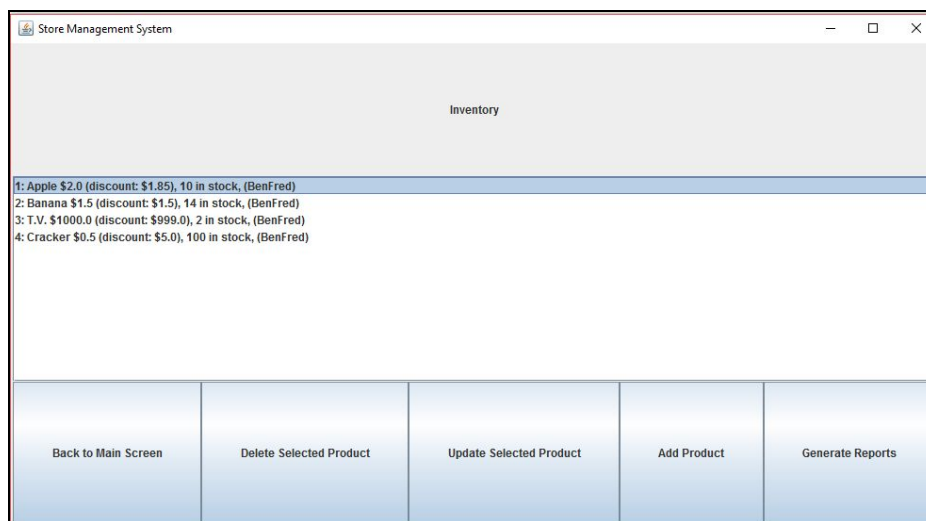 Store Management System
Inventory
1: Apple $2.0 (discount: $1.85), 10 in stock, (BenFred)
2: Banana $1.5 (discount: $1.5), 14 in stock, (BenFred)
3: T.V. $1000.0 (discount: $999.0), 2 in stock, (BenFred)
4: Cracker $0.5 (discount: $5.0), 100 in stock, (BenFred)
Back to Main Screen
Delete Selected Product
Update Selected Product
Add Product
Generate Reports